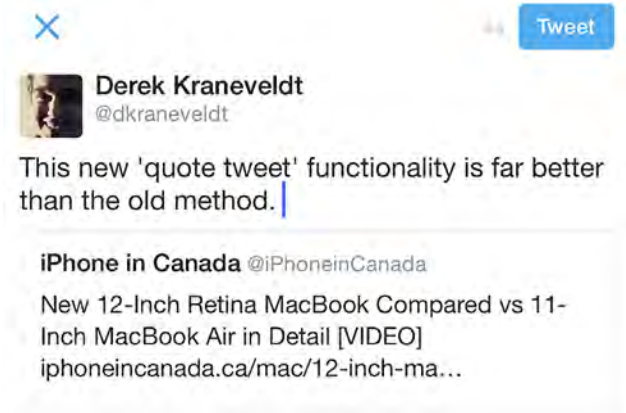 Tweet
Derek Kraneveldt
@dkraneveldt
This new 'quote tweet' functionality is far better
than the old method.
iPhone in Canada @iPhoneinCanada
New 12-Inch Retina MacBook Compared vs 11-
Inch MacBook Air in Detail [VIDEO]
iphoneincanada.ca/mac/12-inch-ma...